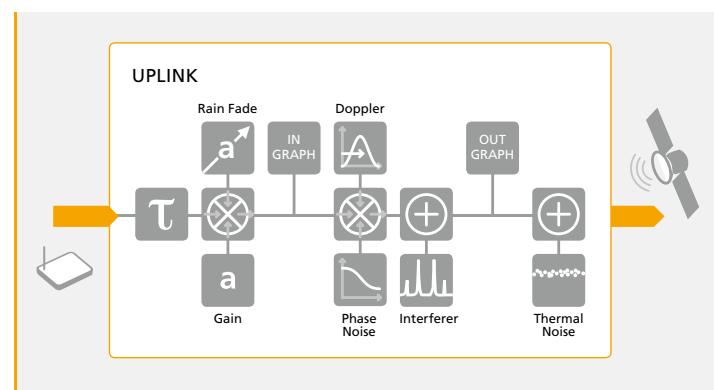 UPLINK
Rain Fade
Doppler
a
IN
GRAPH
OUT
GRAPH
τ
a
Gain
Phase
Noise
Interferer
Thermal
Noise